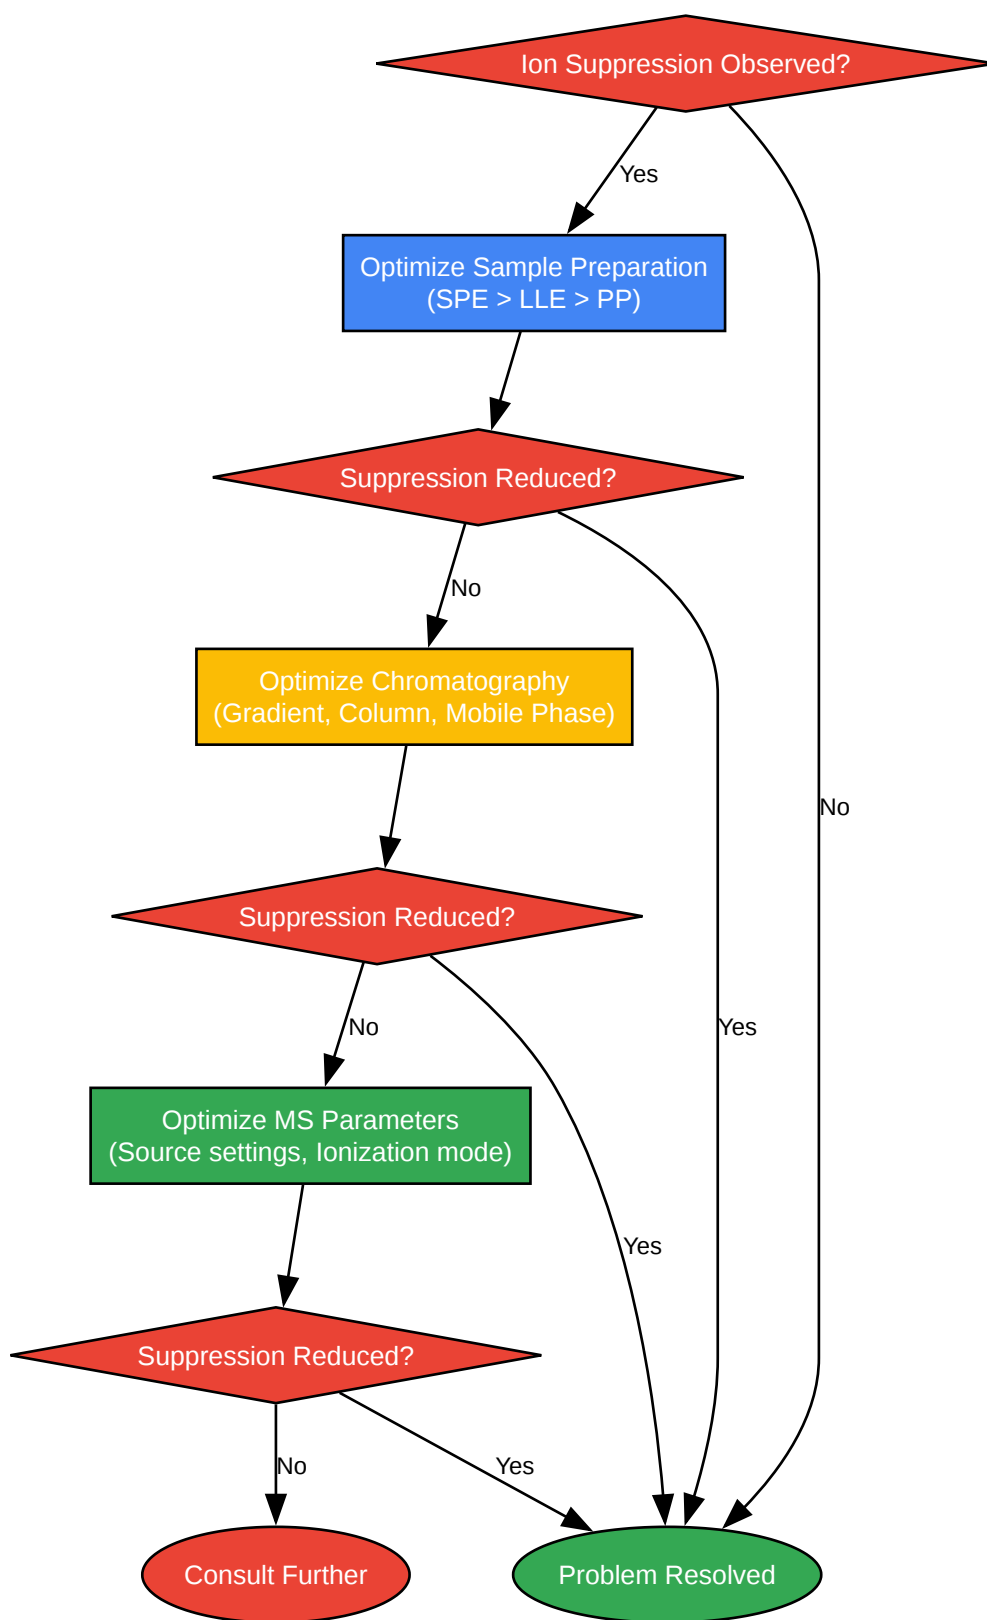 Ion Suppression Observed?
Yes
Optimize Sample Preparation
(SPE > LLE > PP)
Suppression Reduced?
No
Optimize Chromatography
(Gradient, Column, Mobile Phase)
No
Suppression Reduced?
No
Yes
Optimize MS Parameters
(Source settings, Ionization mode)
Yes
Suppression Reduced?
No
Yes
Consult Further
Problem Resolved